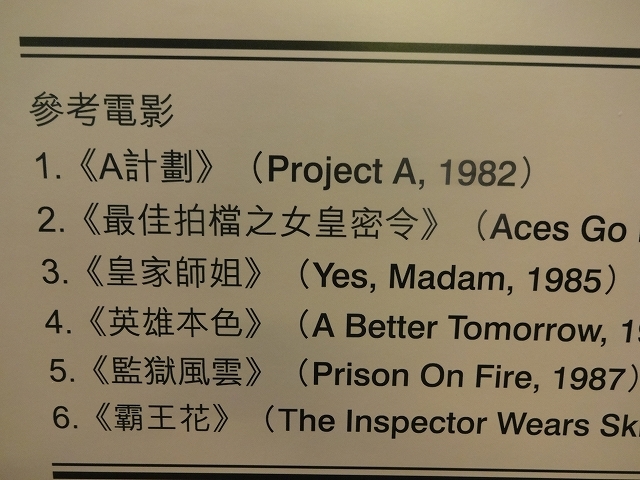 參考電影
1.《A計劃》（Project A, 1982）
2.《最佳拍檔之女皇密令》（Aces Go
3.《皇家師姐》（Yes, Madam, 1985）
4.《英雄本色》（A Better Tomorrow, 1
5.《監獄風雲》（Prison On Fire, 1987）
6.《霸王花》（The Inspector Wears